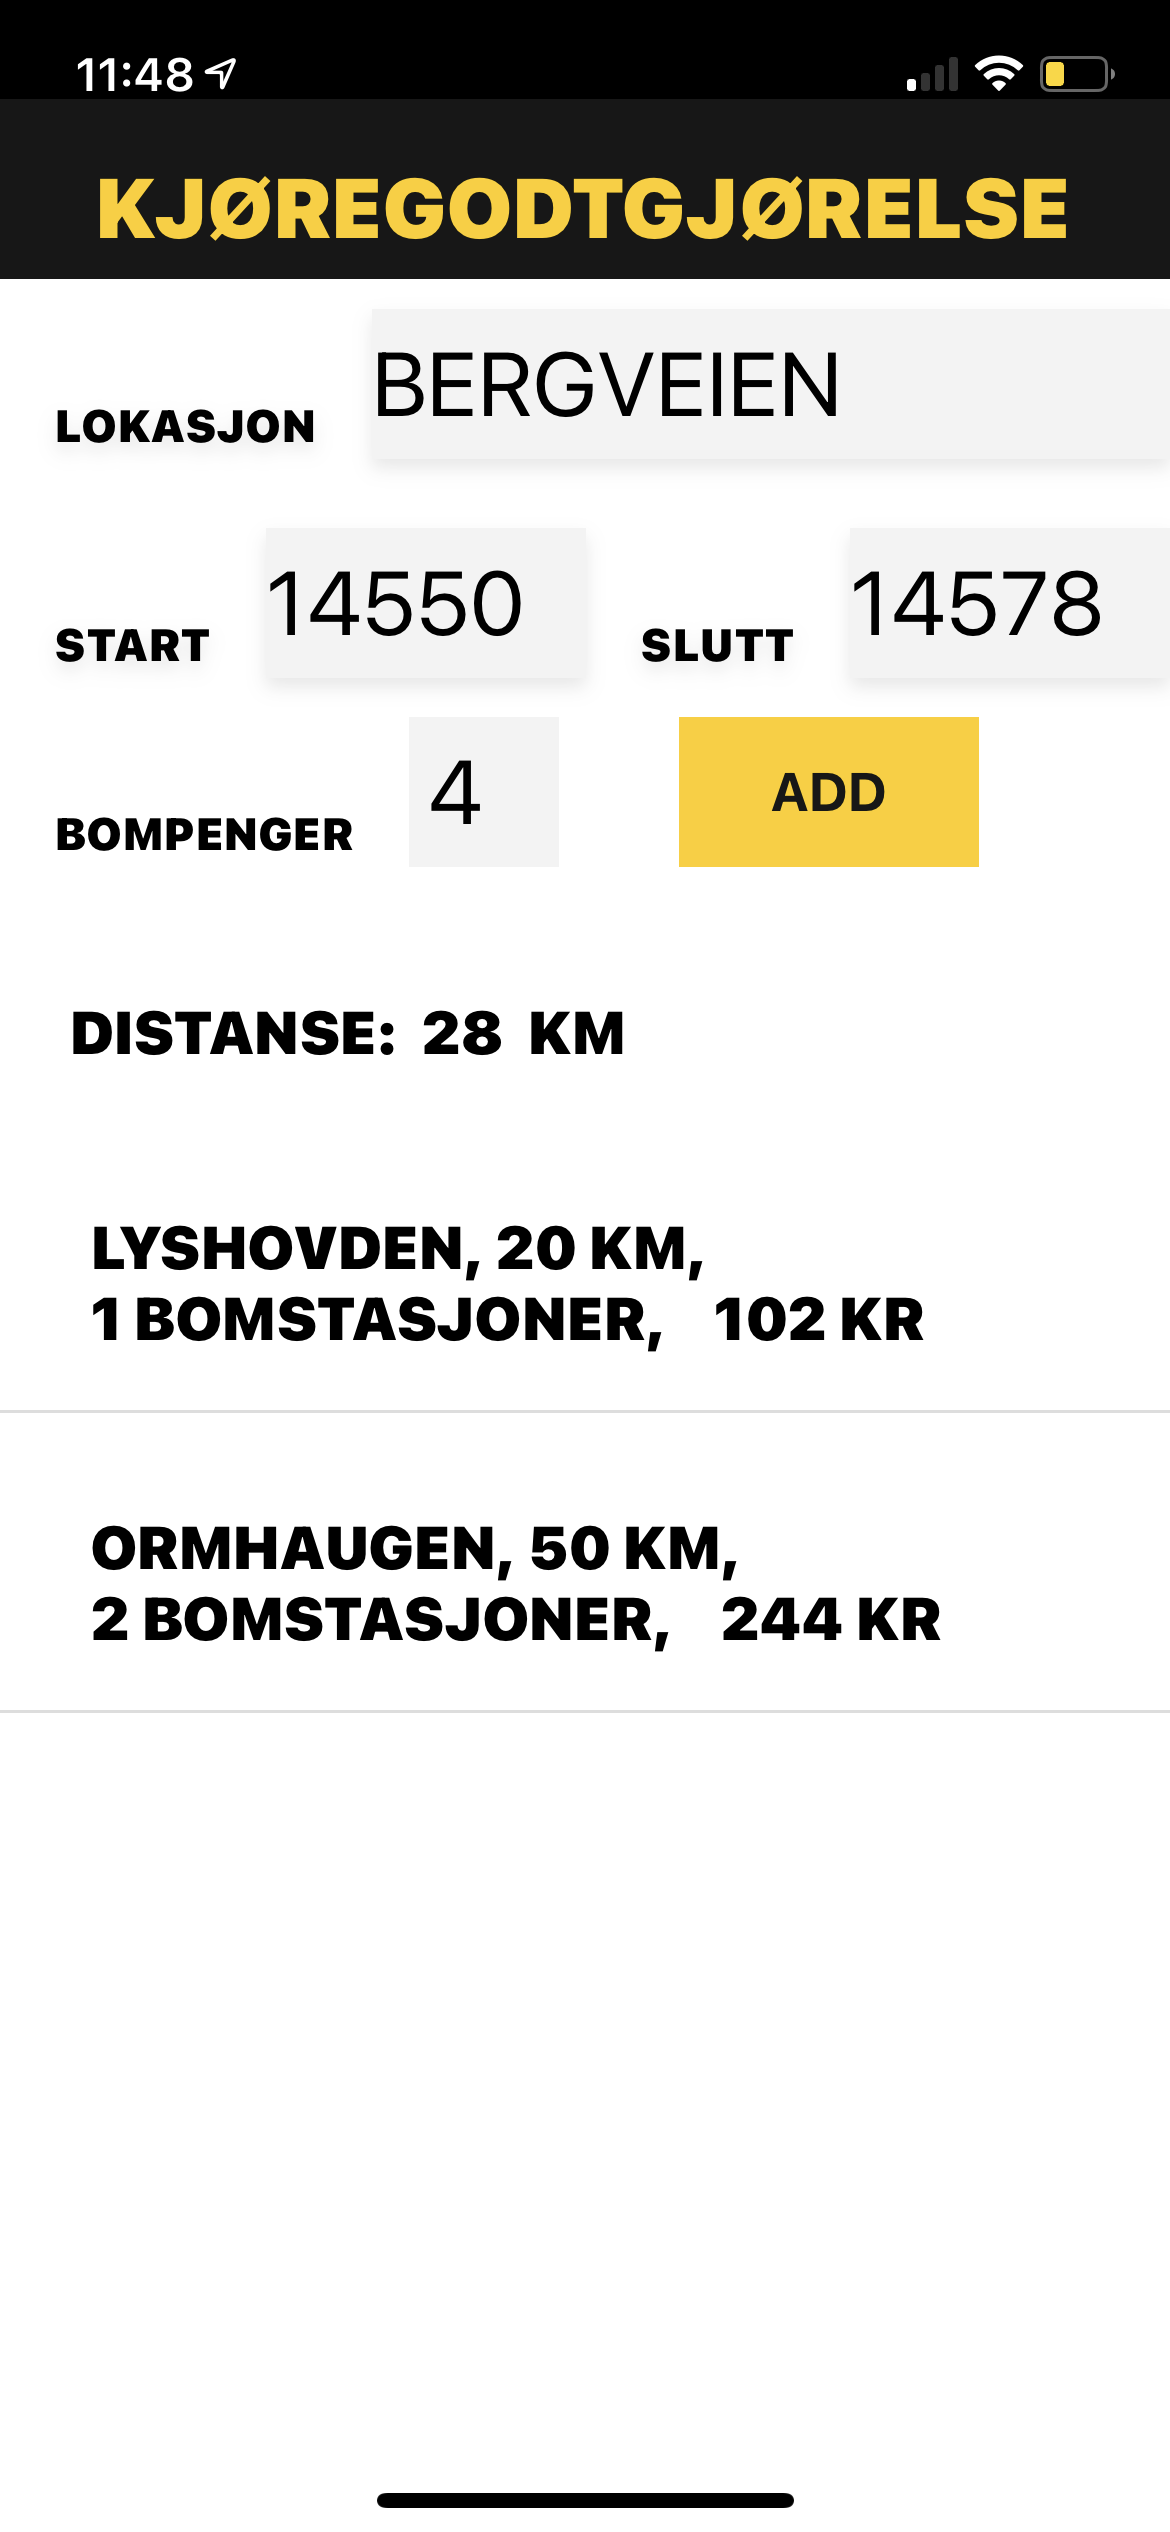 11:48
KJØREGODTGJØRELSE
LOKASJON BERGVEIEN
START 14550 SLUTT 14578
BOMPENGER 4 ADD
DISTANSE: 28 KM
LYSHOVDEN, 20 KM,
1 BOMSTASJONER, 102 KR
ORMHAUGEN, 50 KM,
2 BOMSTASJONER, 244 KR